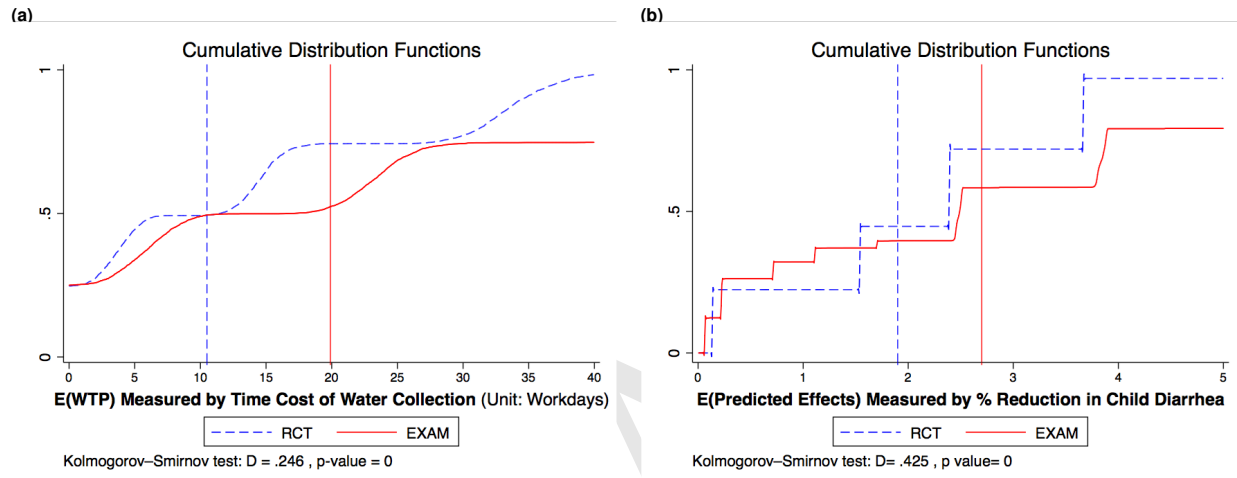 (a)
Cumulative Distribution Functions
1
.5
0
0 5 10 15 20 25 30 35 40
E(WTP) Measured by Time Cost of Water Collection (Unit: Workdays)
RCT EXAM
Kolmogorov–Smirnov test: D = .246 , p-value = 0
(b)
Cumulative Distribution Functions
1
.5
0
0 1 2 3 4 5
E(Predicted Effects) Measured by % Reduction in Child Diarrhea
RCT EXAM
Kolmogorov–Smirnov test: D= .425 , p value= 0